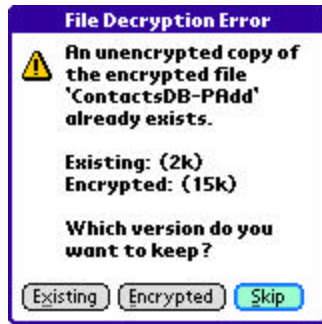 File Decryption Error
An unencrypted copy of
the encrypted file
'ContactsDB-PAdd'
already exists.
Existing: (2k)
Encrypted: (15k)
Which version do you
want to keep?
Existing Encrypted Skip